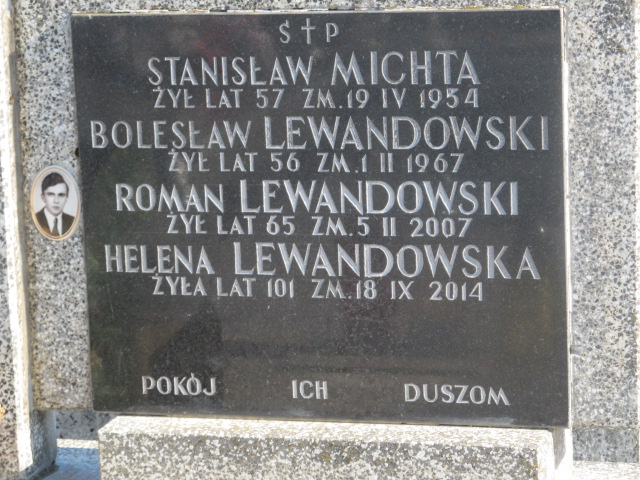 S†P
STANISŁAW MICHTA
ŻYŁ LAT 57 ZM.19 IV 1954
BOLESŁAW LEWANDOWSKI
ŻYŁ LAT 56 ZM.1 II 1967
ROMAN LEWANDOWSKI
ŻYŁ LAT 65 ZM.5 II 2007
HELENA LEWANDOWSKA
ŻYŁA LAT 101 ZM.18 IX 2014
POKÓJ ICH DUSZOM